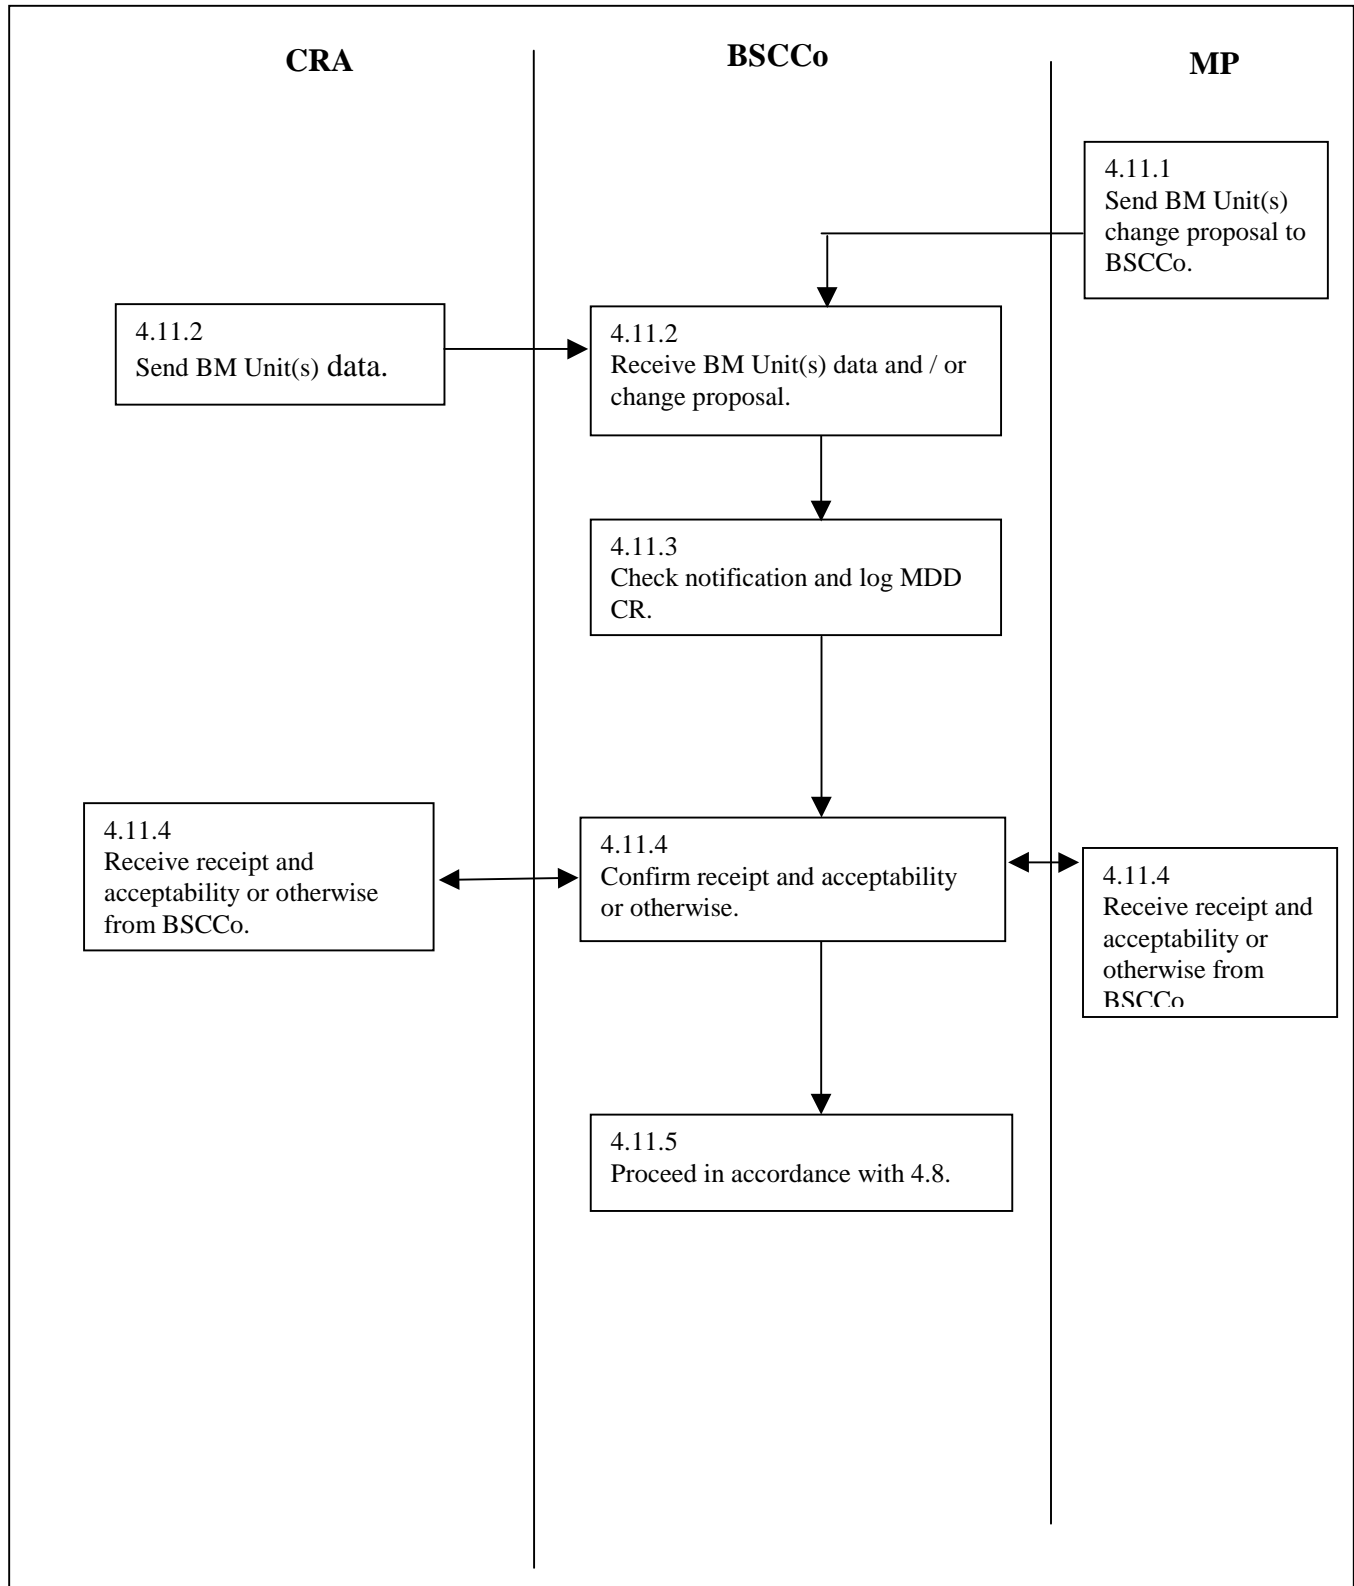 CRA
BSCCo
MP
4.11.1
Send BM Unit(s)
change proposal to
BSCCo.
4.11.2
Send BM Unit(s) data.
4.11.2
Receive BM Unit(s) data and / or
change proposal.
4.11.3
Check notification and log MDD
CR.
4.11.4
Receive receipt and
acceptability or otherwise
from BSCCo.
4.11.4
Confirm receipt and acceptability
or otherwise.
4.11.4
Receive receipt and
acceptability or
otherwise from
BSCCo
4.11.5
Proceed in accordance with 4.8.